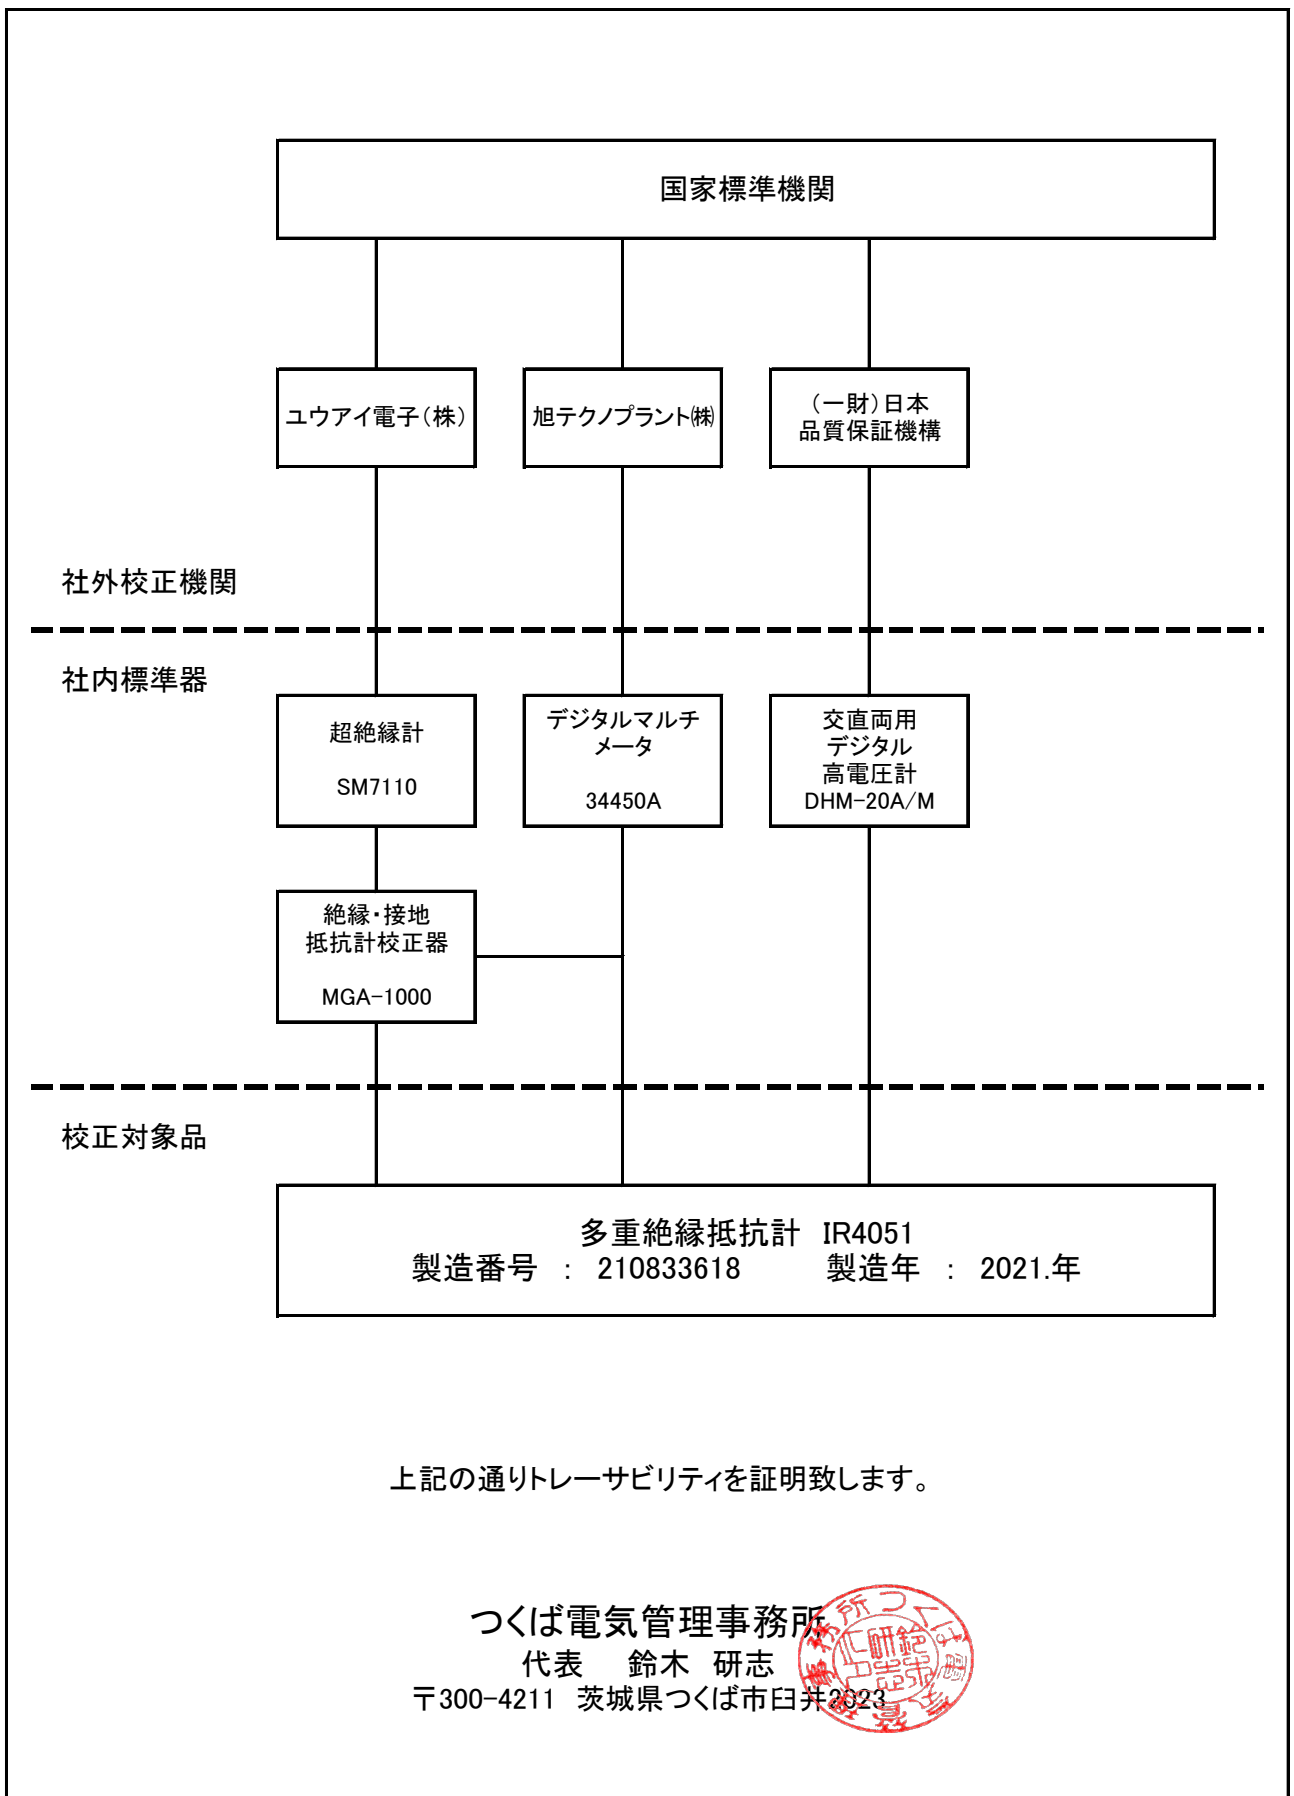 国家標準機関
ユウアイ電子(株)
旭テクノプラント㈱
(一財)日本
品質保証機構
社外校正機関
社内標準器
超絶縁計
SM7110
デジタルマルチ
メータ
34450A
交直両用
デジタル
高電圧計
DHM-20A/M
絶縁・接地
抵抗計校正器
MGA-1000
校正対象品
多重絶縁抵抗計 IR4051
製造番号 : 210833618 製造年 : 2021.年
上記の通りトレーサビリティを証明致します。
つくば電気管理事務所
代表 鈴木 研志
〒300-4211 茨城県つくば市臼井2023